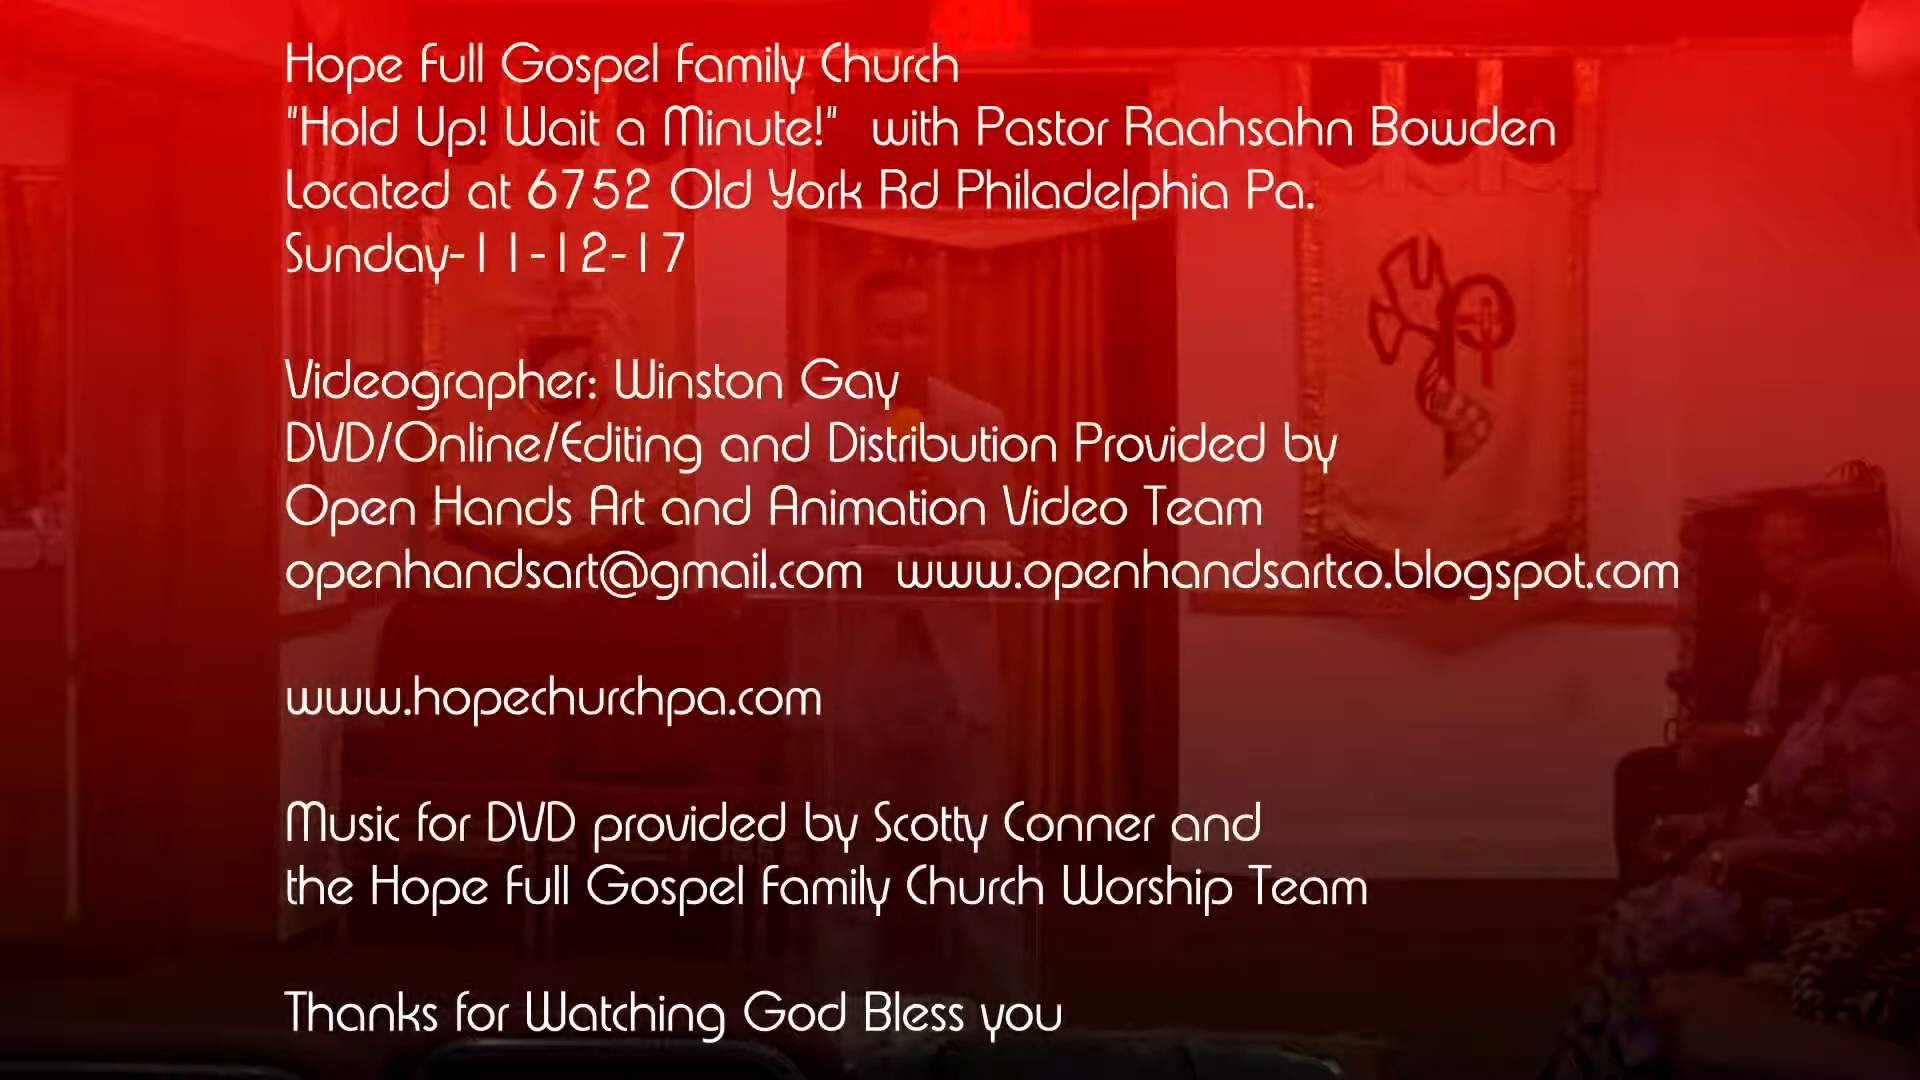 Hope Full Gospel Family Church
"Hold Up! Wait a Minute!" with Pastor Raahsahn Bowden
Located at 6752 Old York Rd Philadelphia Pa.
Sunday-11-12-17
Videographer: Winston Gay
DVD/Online/Editing and Distribution Provided by
Open Hands Art and Animation Video Team
openhandsart@gmail.com www.openhandsartco.blogspot.com
www.hopechurchpa.com
Music for DVD provided by Scotty Conner and
the Hope Full Gospel Family Church Worship Team
Thanks for Watching God Bless you